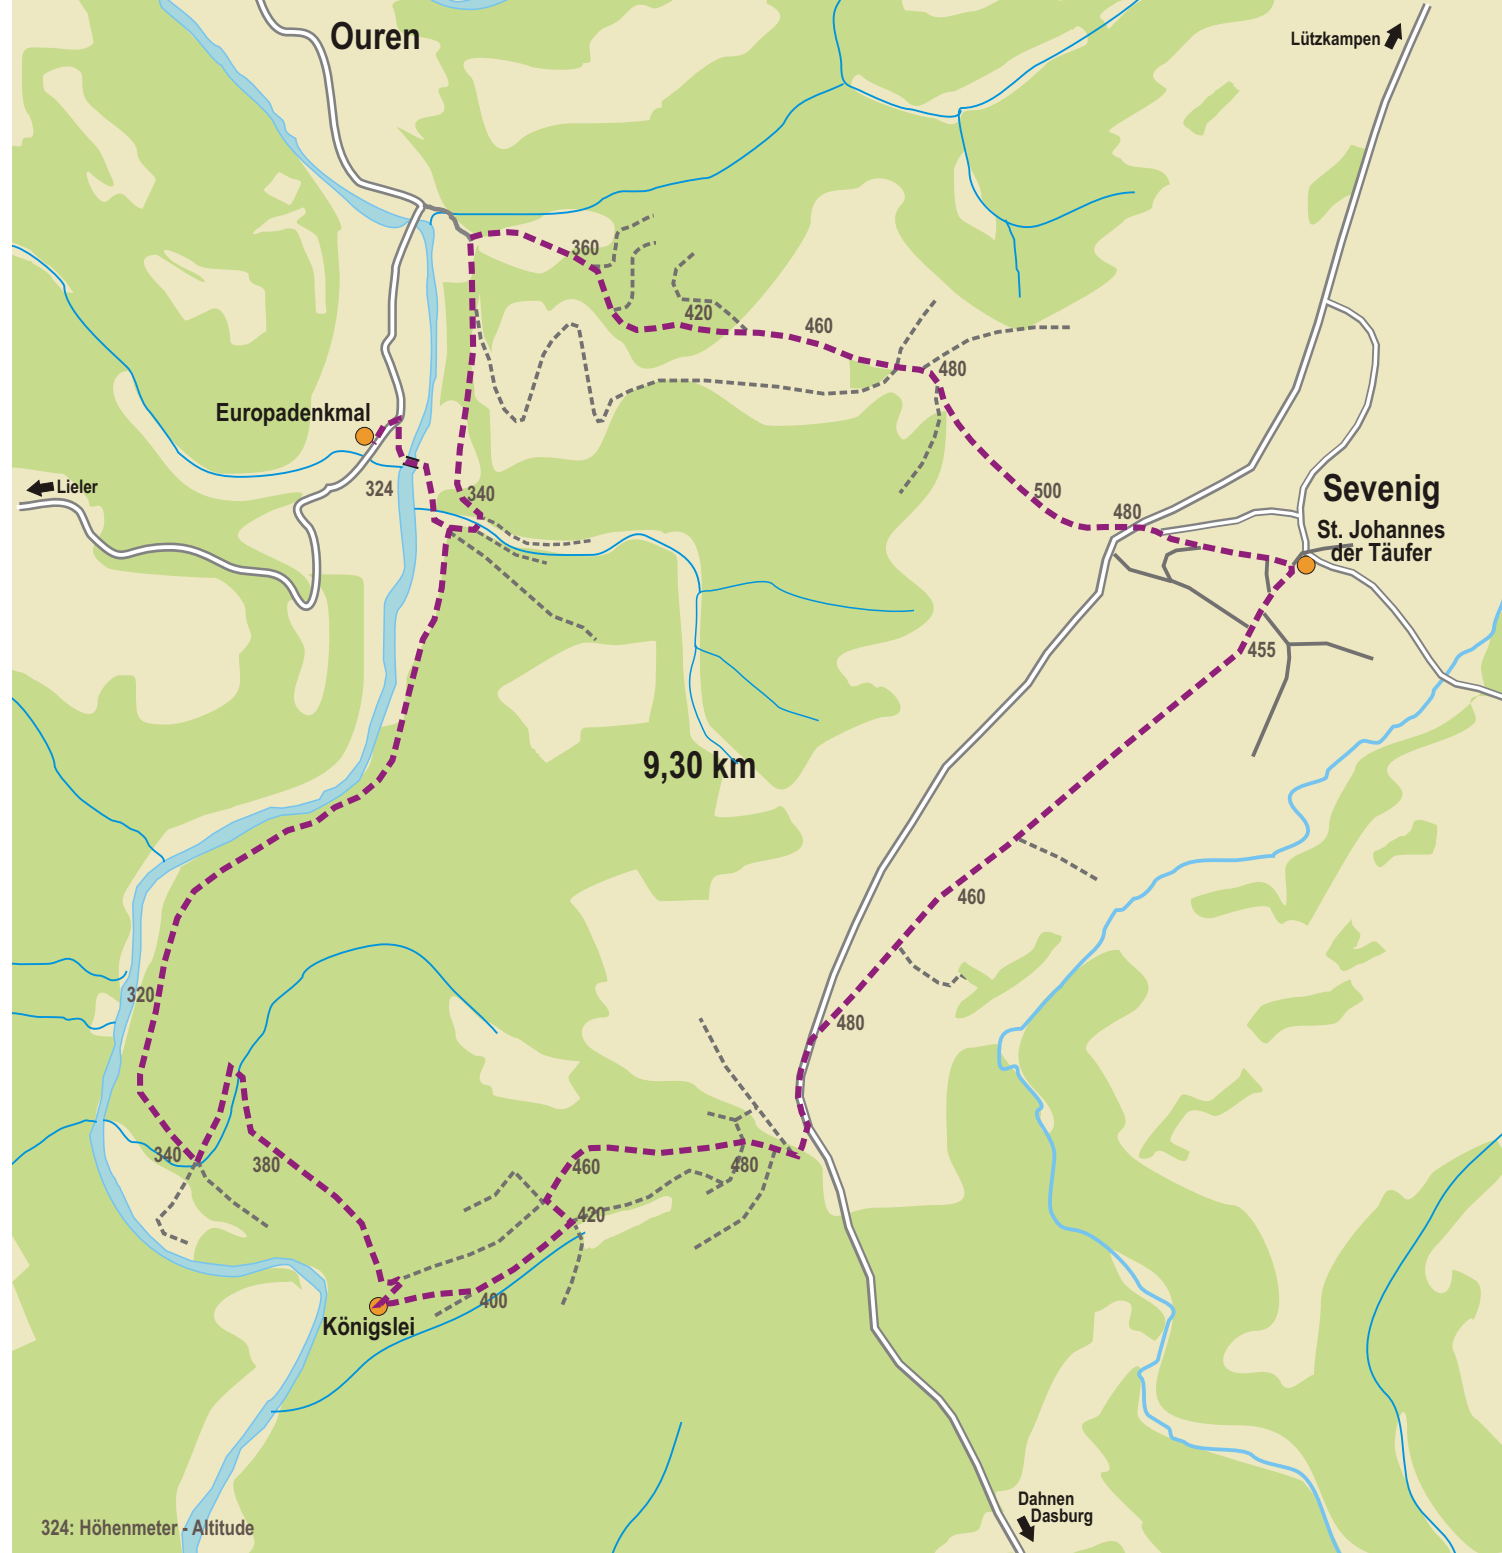 Ouren
Lützkampen
360
420
460
480
Europadenkmal
Lieler
324
340
500
480
Sevenig
St. Johannes
der Täufer
455
9,30 km
460
320
480
340
380
460
480
420
400
Königslei
Dahnen
Dasburg
324: Höhenmeter - Altitude